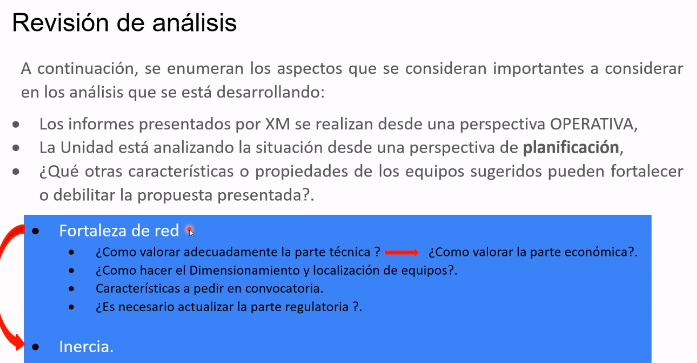 Revisión de análisis
A continuación, se enumeran los aspectos que se consideran importantes a considerar
en los análisis que se está desarrollando:
• Los informes presentados por XM se realizan desde una perspectiva OPERATIVA,
• La Unidad está analizando la situación desde una perspectiva de planificación,
• ¿Qué otras características o propiedades de los equipos sugeridos pueden fortalecer
o debilitar la propuesta presentada?.
• Fortaleza de red
• ¿Como valorar adecuadamente la parte técnica ? ¿Como valorar la parte económica?.
• ¿Como hacer el Dimensionamiento y localización de equipos?.
• Características a pedir en convocatoria.
• ¿Es necesario actualizar la parte regulatoria ?.
• Inercia.